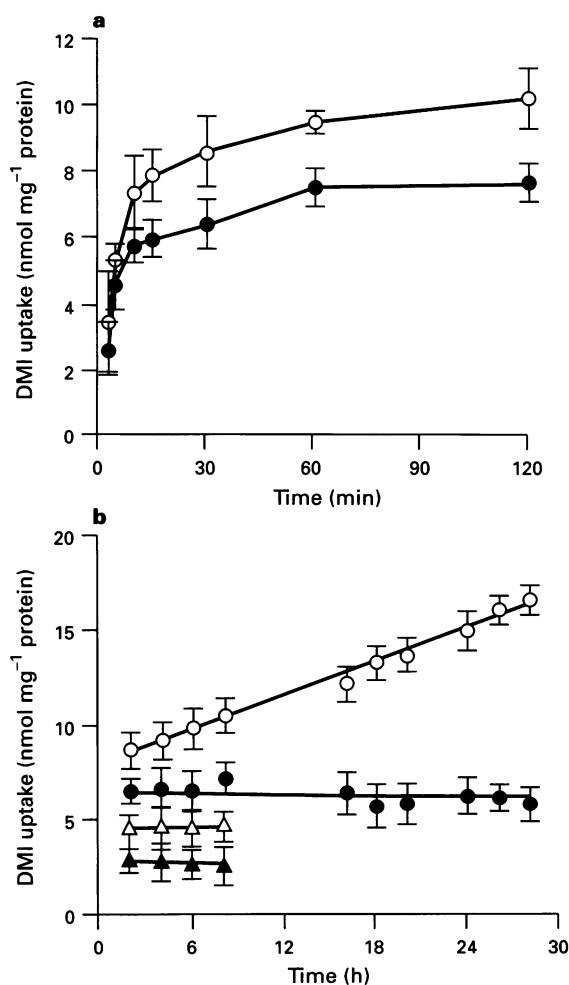 a
12
10
8
6
4
2
0
DMI uptake (nmol mg⁻¹ protein)
0 30 60 90 120
Time (min)
b
20
15
10
5
0
DMI uptake (nmol mg⁻¹ protein)
0 6 12 18 24 30
Time (h)